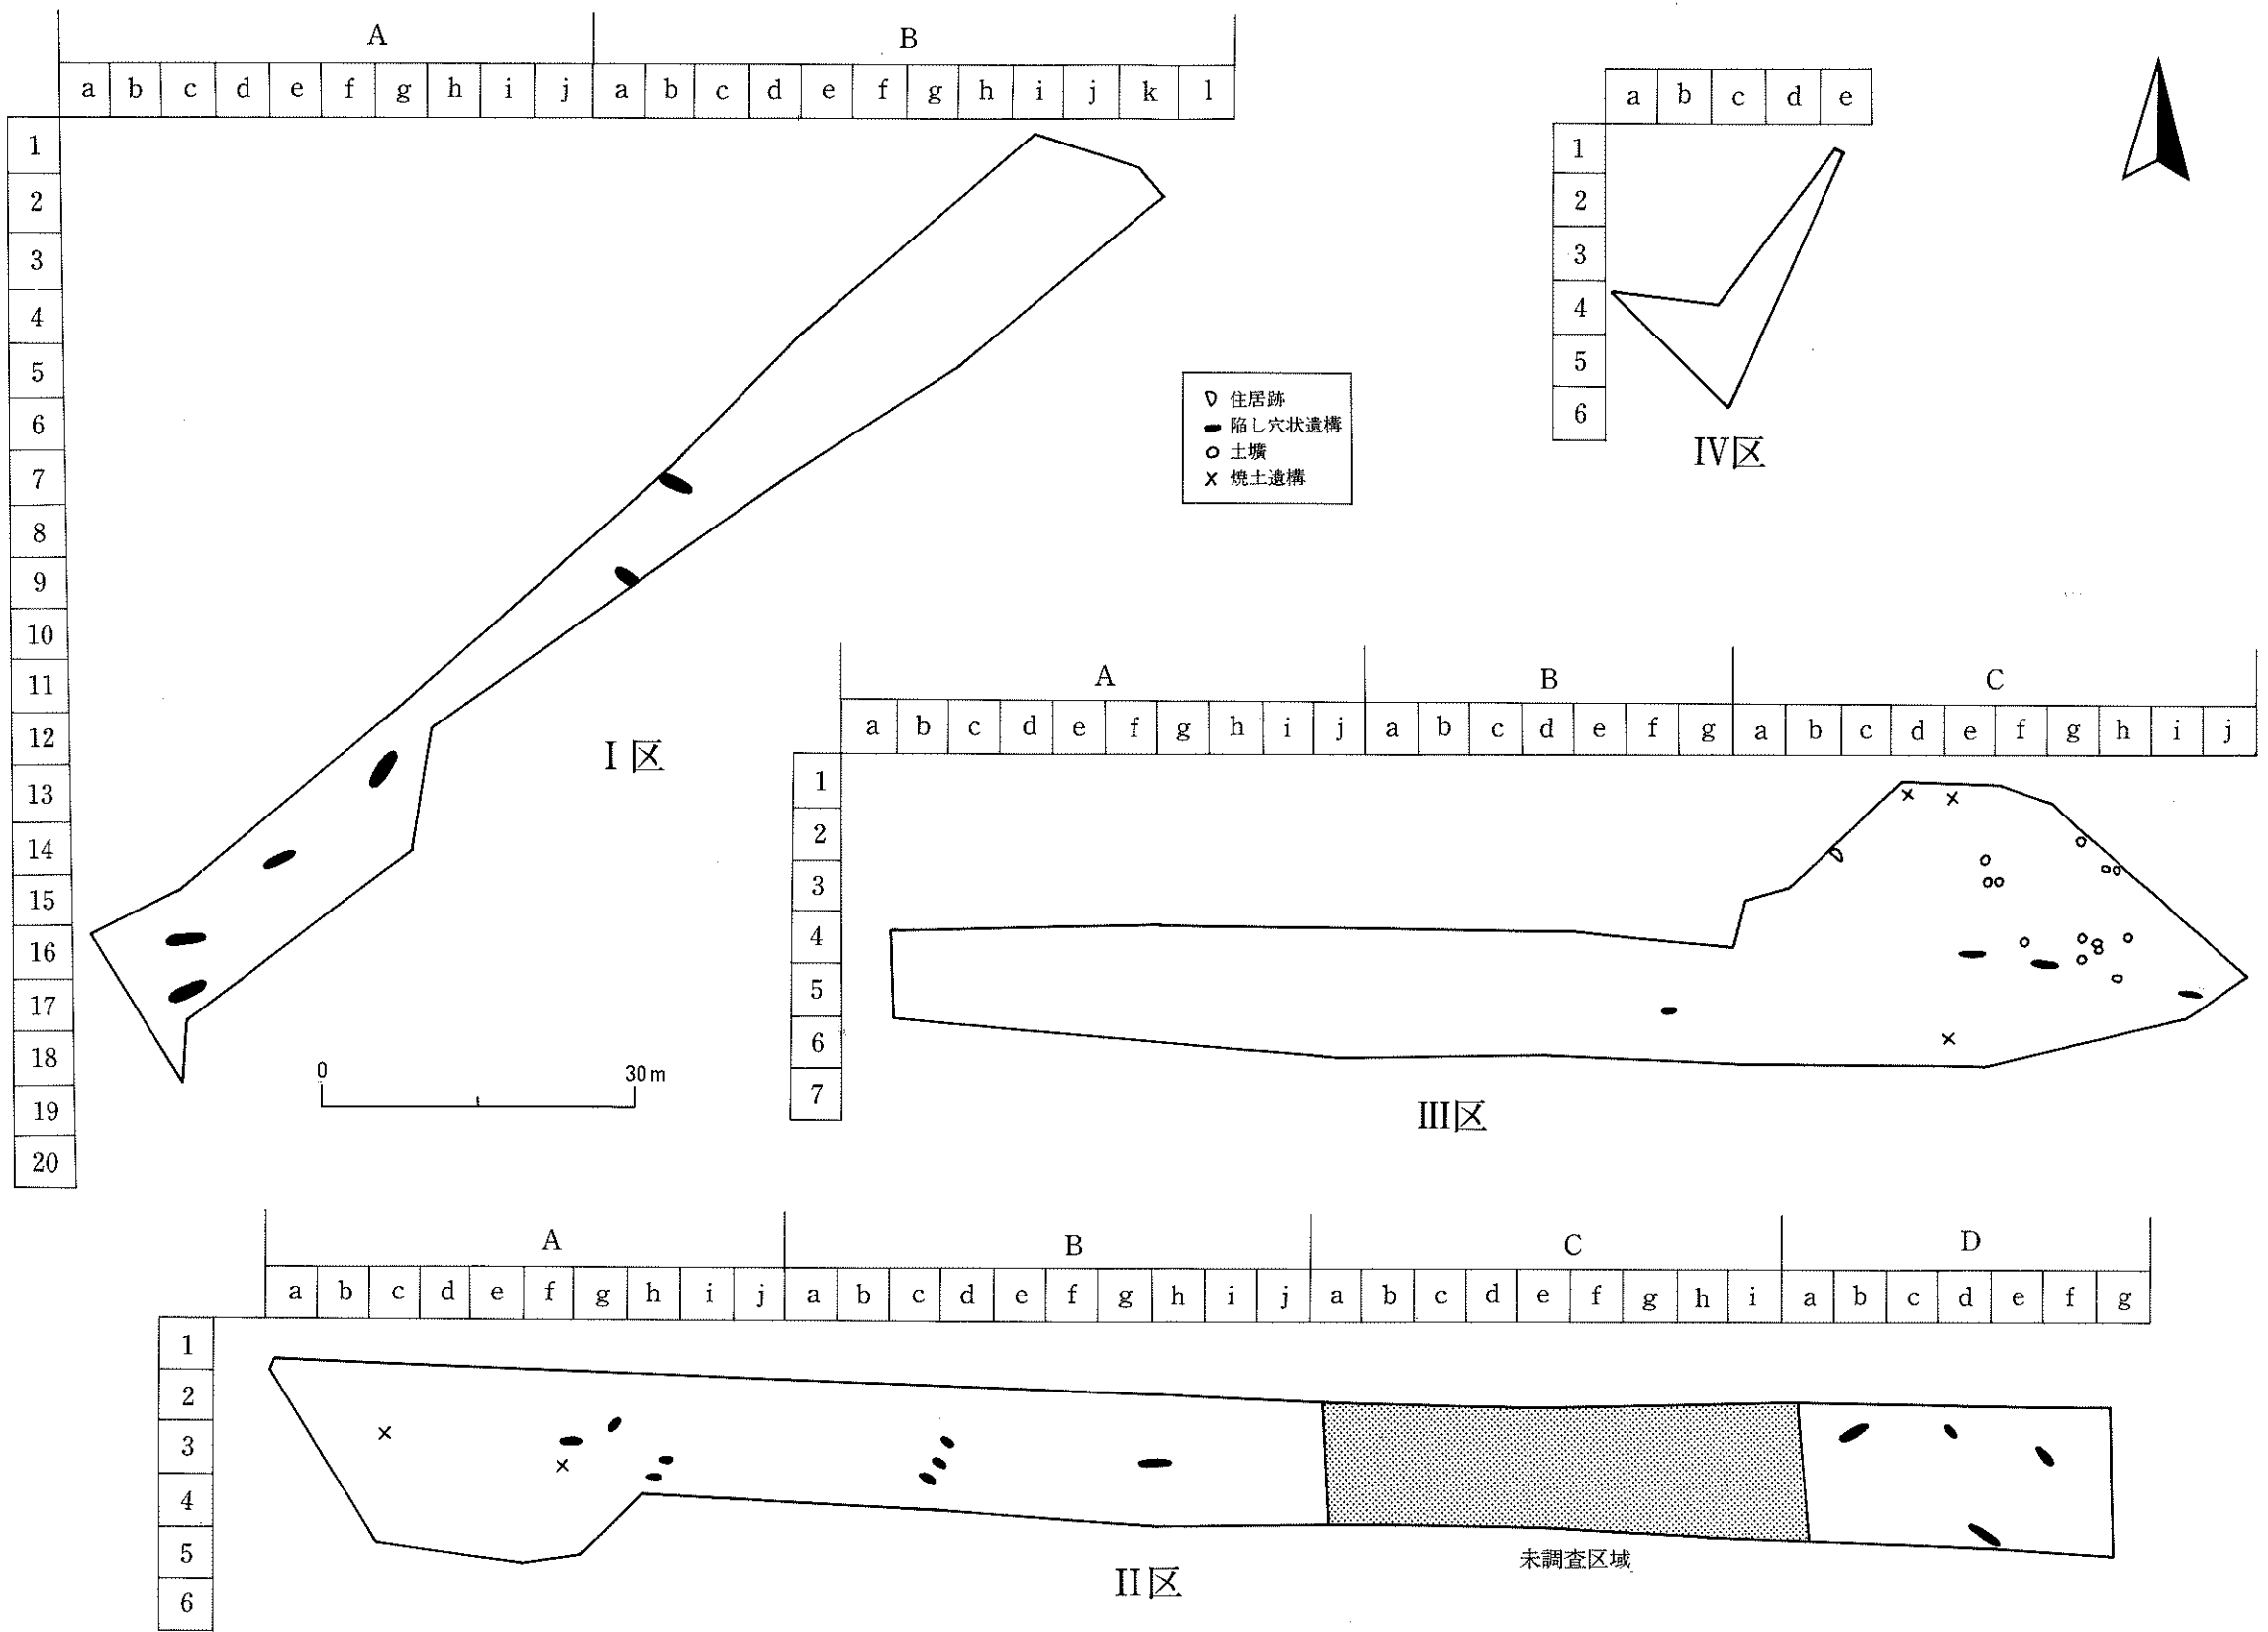 A B
a b c d e f g h i j a b c d e f g h i j k l
1
2
3
4
5
6
7
8
9
10
11
12
13
14
15
16
17
18
19
20
I区
0 30m
a b c d e
1
2
3
4
5
6
IV区
住居跡
陥し穴状遺構
土壙
焼土遺構
A B C
a b c d e f g h i j a b c d e f g a b c d e f g h i j
1
2
3
4
5
6
7
III区
A B C D
a b c d e f g h i j a b c d e f g h i j a b c d e f g h i a b c d e f g
1
2
3
4
5
6
未調査区域
II区